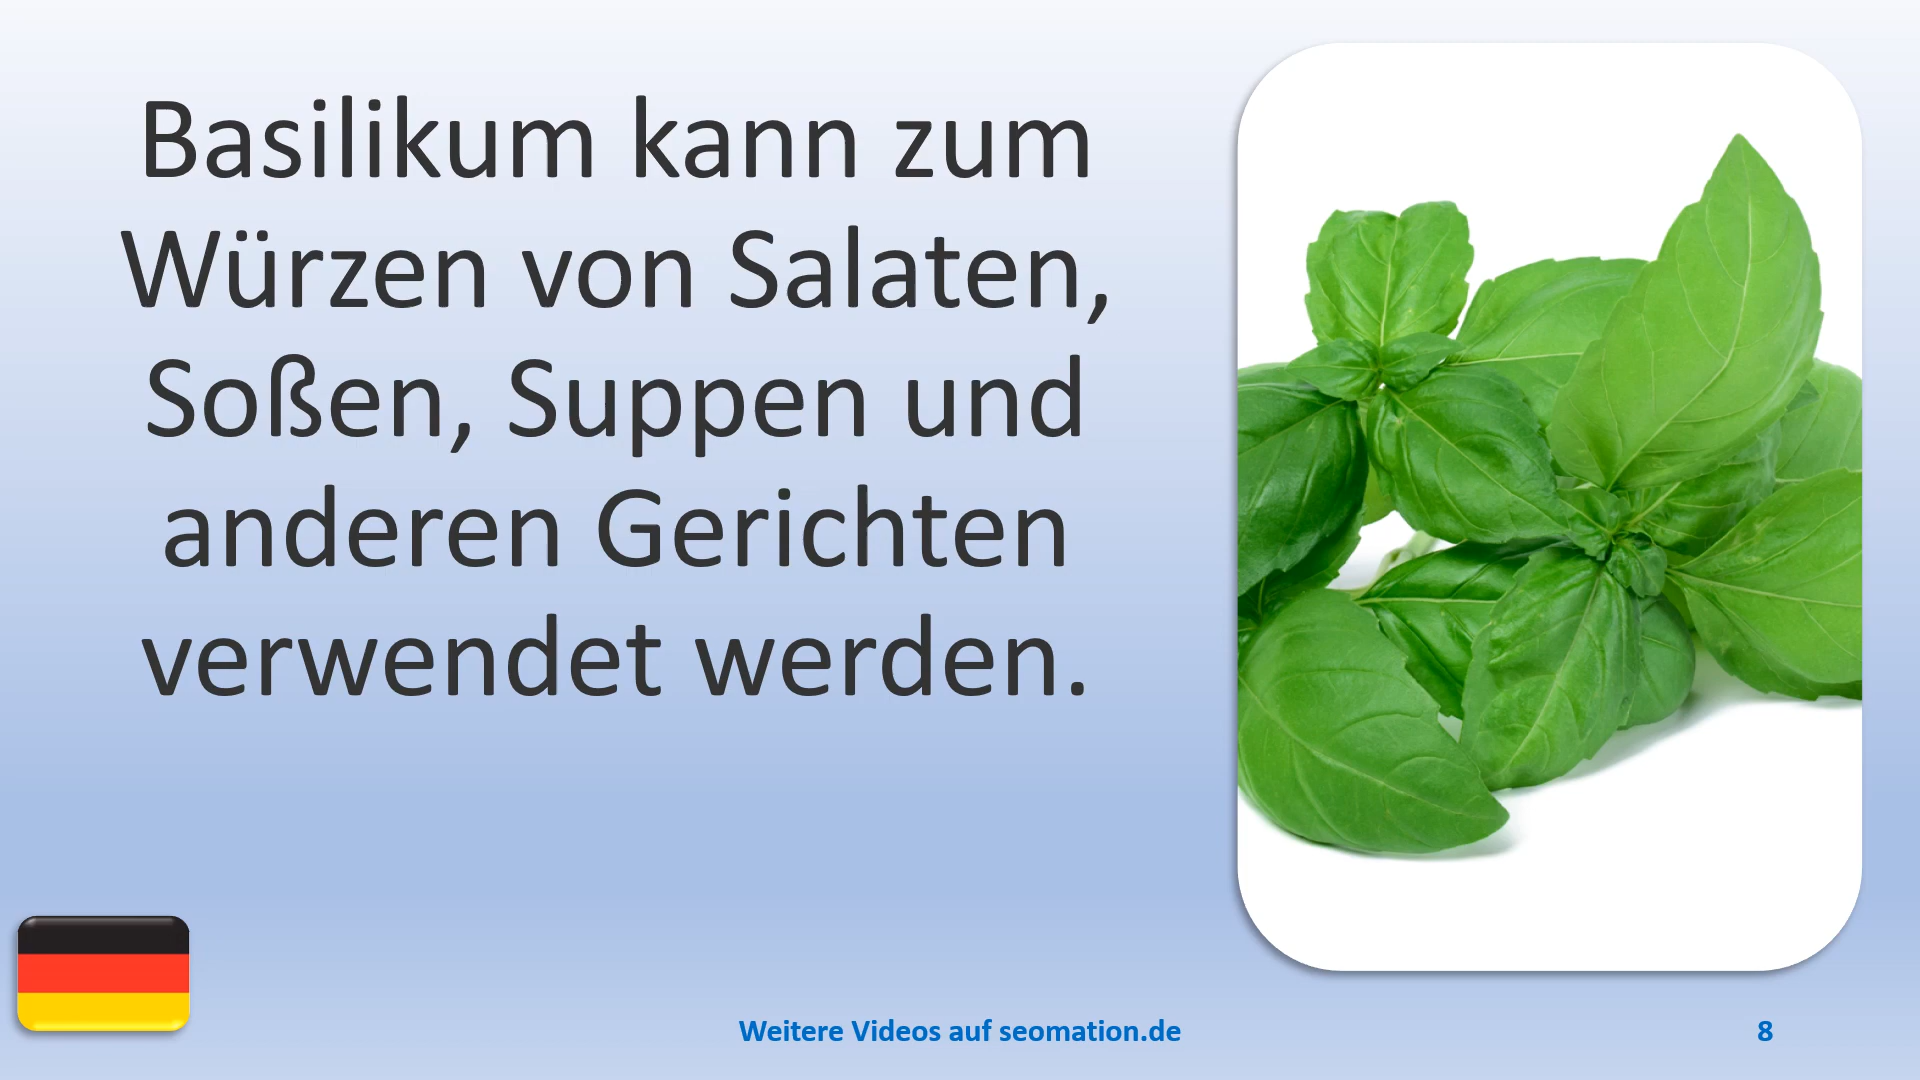 Basilikum kann zum
Würzen von Salaten,
Soßen, Suppen und
anderen Gerichten
verwendet werden.
Weitere Videos auf seomation.de
8